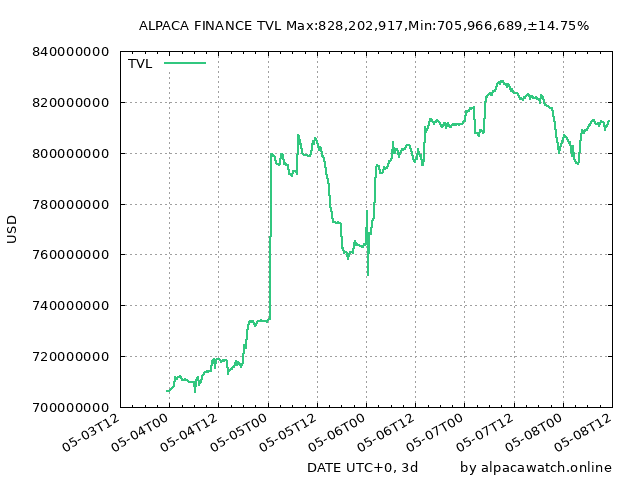 ALPACA FINANCE TVL Max:828,202,917,Min:705,966,689,±14.75%
TVL
840000000
820000000
800000000
780000000
760000000
740000000
720000000
700000000
USD
05-03T12
05-04T00
05-04T12
05-05T00
05-05T12
05-06T00
05-06T12
05-07T00
05-07T12
05-08T00
05-08T12
DATE UTC+0, 3d
by alpacawatch.online